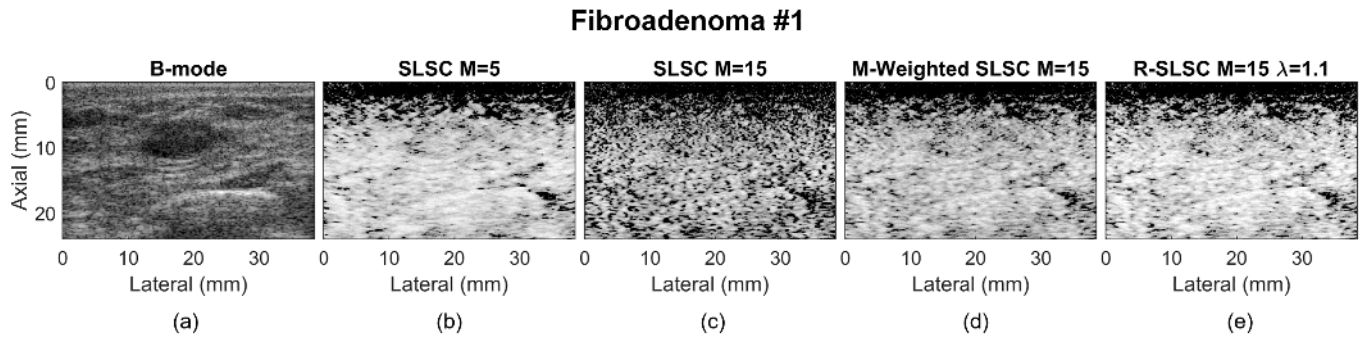 Fibroadenoma #1
B-mode
SLSC M=5
SLSC M=15
M-Weighted SLSC M=15
R-SLSC M=15 λ=1.1
Axial (mm)
0
10
20
0 10 20 30
0 10 20 30
0 10 20 30
0 10 20 30
0 10 20 30
Lateral (mm)
Lateral (mm)
Lateral (mm)
Lateral (mm)
Lateral (mm)
(a)
(b)
(c)
(d)
(e)